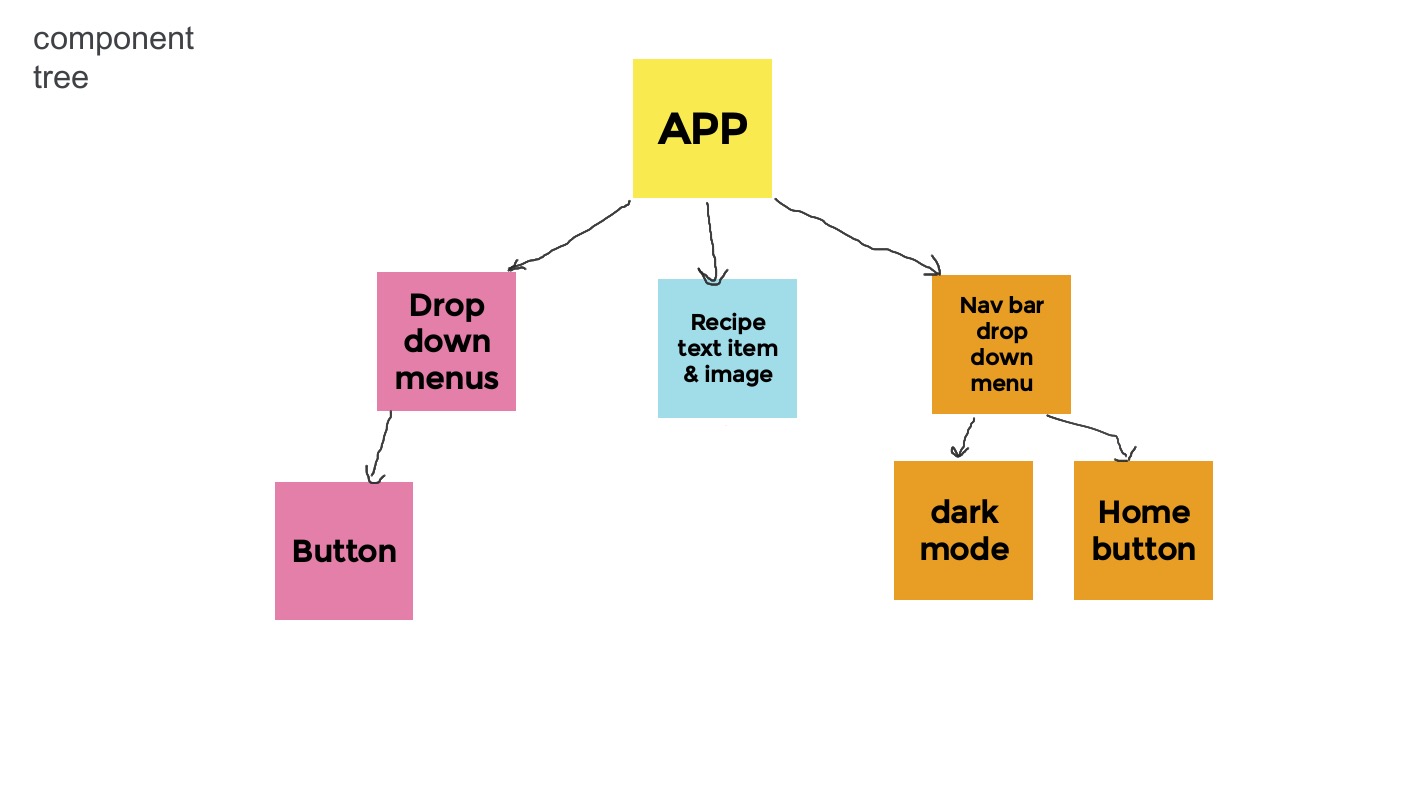 component
tree
APP
Drop
down
menus
Recipe
text item
& image
Nav bar
drop
down
menu
Button
dark
mode
Home
button